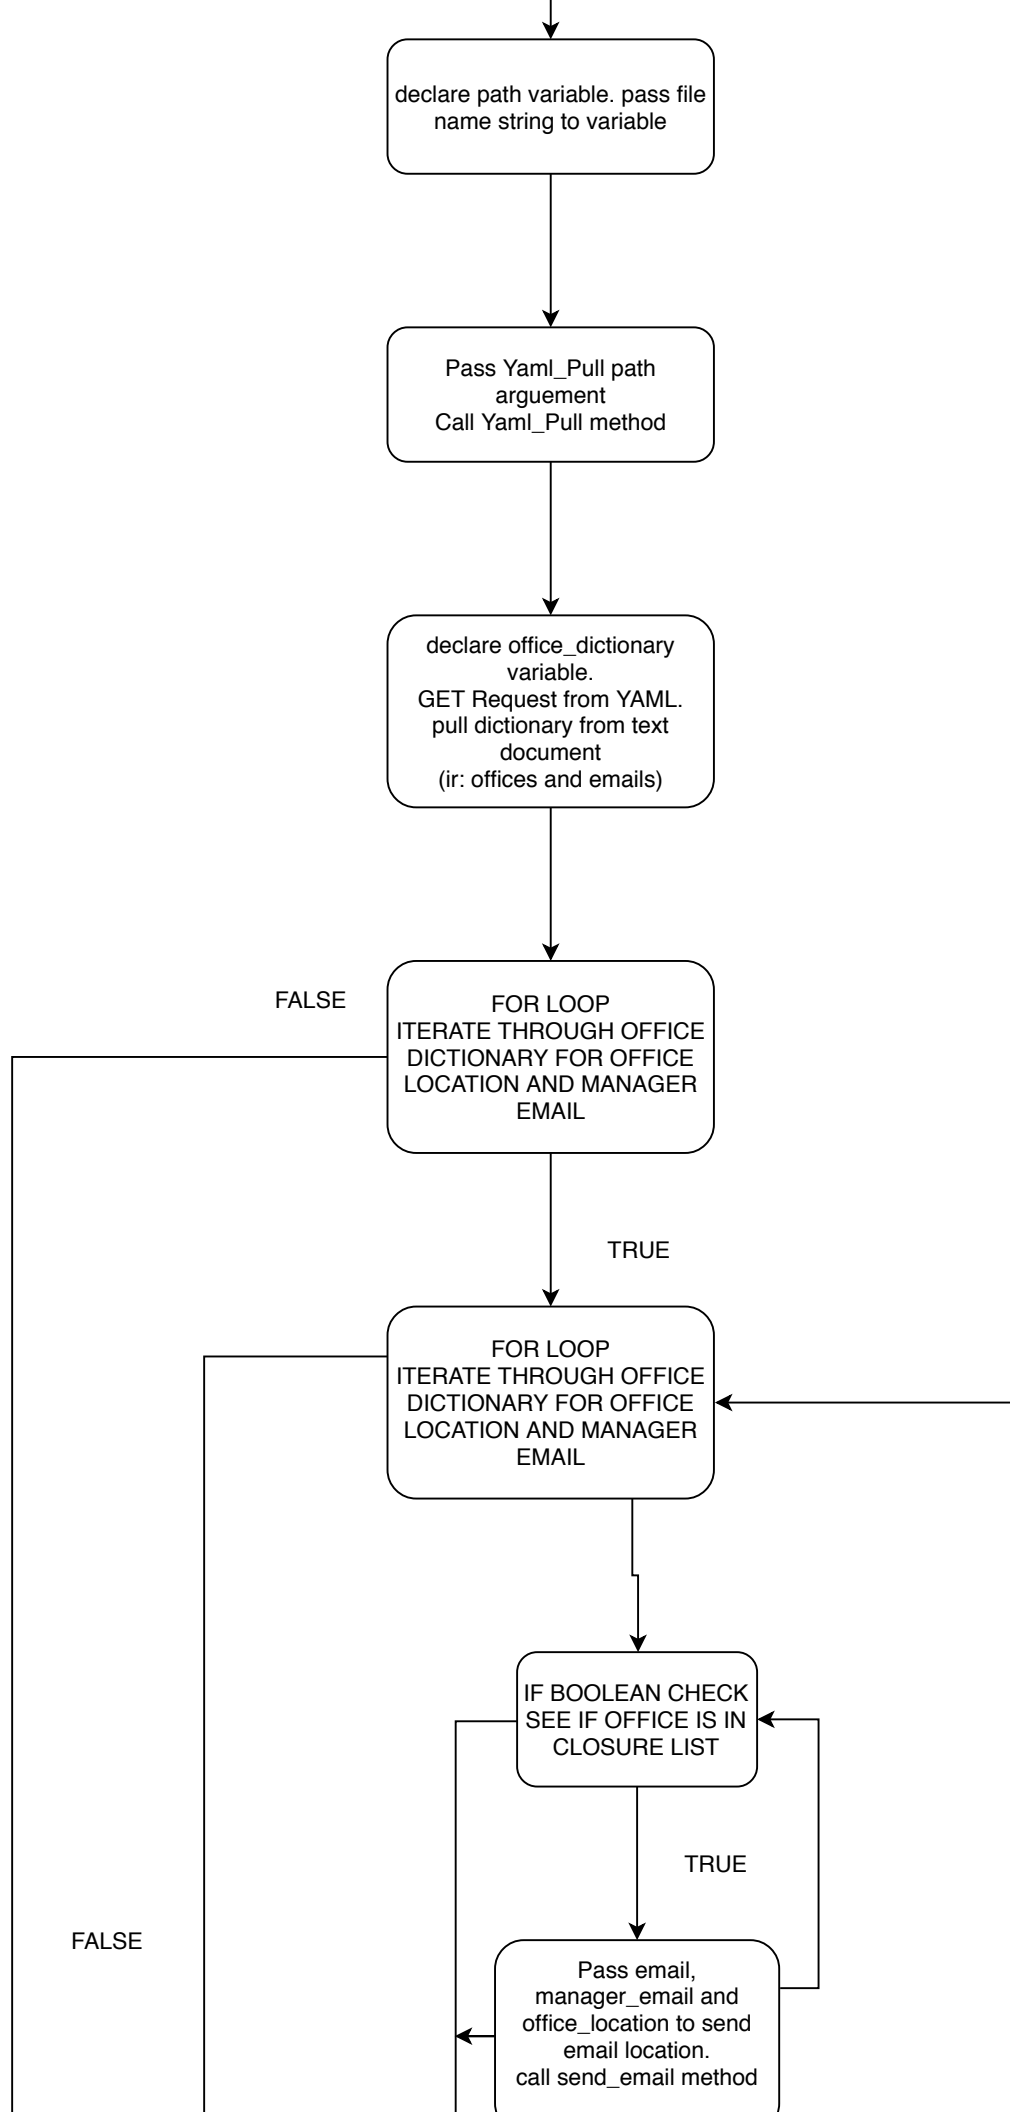 declare path variable. pass file
name string to variable
Pass Yaml_Pull path
arguement
Call Yaml_Pull method
declare office_dictionary
variable.
GET Request from YAML.
pull dictionary from text
document
(ir: offices and emails)
FALSE
FOR LOOP
ITERATE THROUGH OFFICE
DICTIONARY FOR OFFICE
LOCATION AND MANAGER
EMAIL
TRUE
FOR LOOP
ITERATE THROUGH OFFICE
DICTIONARY FOR OFFICE
LOCATION AND MANAGER
EMAIL
IF BOOLEAN CHECK
SEE IF OFFICE IS IN
CLOSURE LIST
TRUE
FALSE
Pass email,
manager_email and
office_location to send
email location.
call send_email method